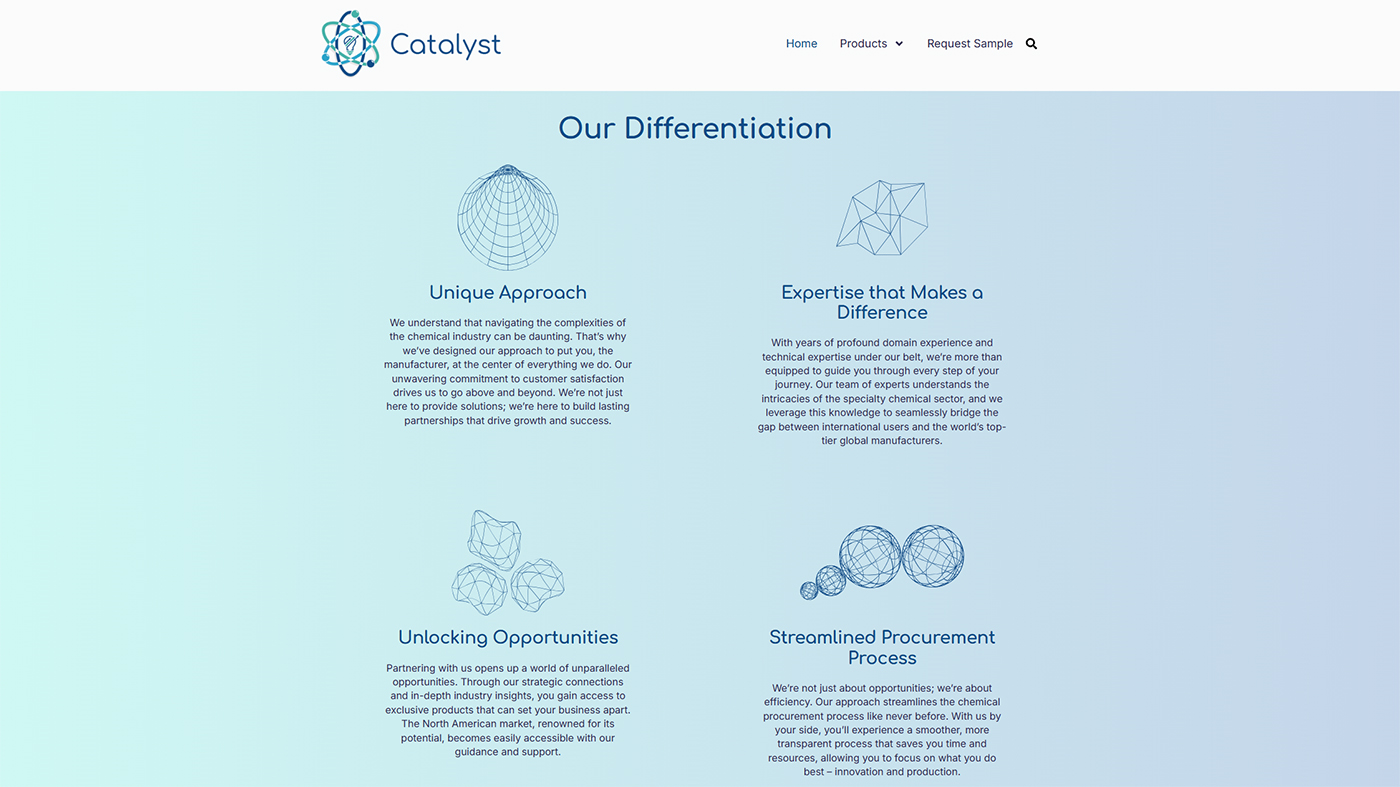 Catalyst
Home Products Request Sample
Our Differentiation
Unique Approach
We understand that navigating the complexities of
the chemical industry can be daunting. That's why
we've designed our approach to put you, the
manufacturer, at the center of everything we do. Our
unwavering commitment to customer satisfaction
drives us to go above and beyond. We're not just
here to provide solutions; we're here to build lasting
partnerships that drive growth and success.
Expertise that Makes a
Difference
With years of profound domain experience and
technical expertise under our belt, we're more than
equipped to guide you through every step of your
journey. Our team of experts understands the
intricacies of the specialty chemical sector, and we
leverage this knowledge to seamlessly bridge the
gap between international users and the world's top-
tier global manufacturers.
Unlocking Opportunities
Partnering with us opens up a world of unparalleled
opportunities. Through our strategic connections
and in-depth industry insights, you gain access to
exclusive products that can set your business apart.
The North American market, renowned for its
potential, becomes easily accessible with our
guidance and support.
Streamlined Procurement
Process
We're not just about opportunities; we're about
efficiency. Our approach streamlines the chemical
procurement process like never before. With us by
your side, you'll experience a smoother, more
transparent process that saves you time and
resources, allowing you to focus on what you do
best – innovation and production.